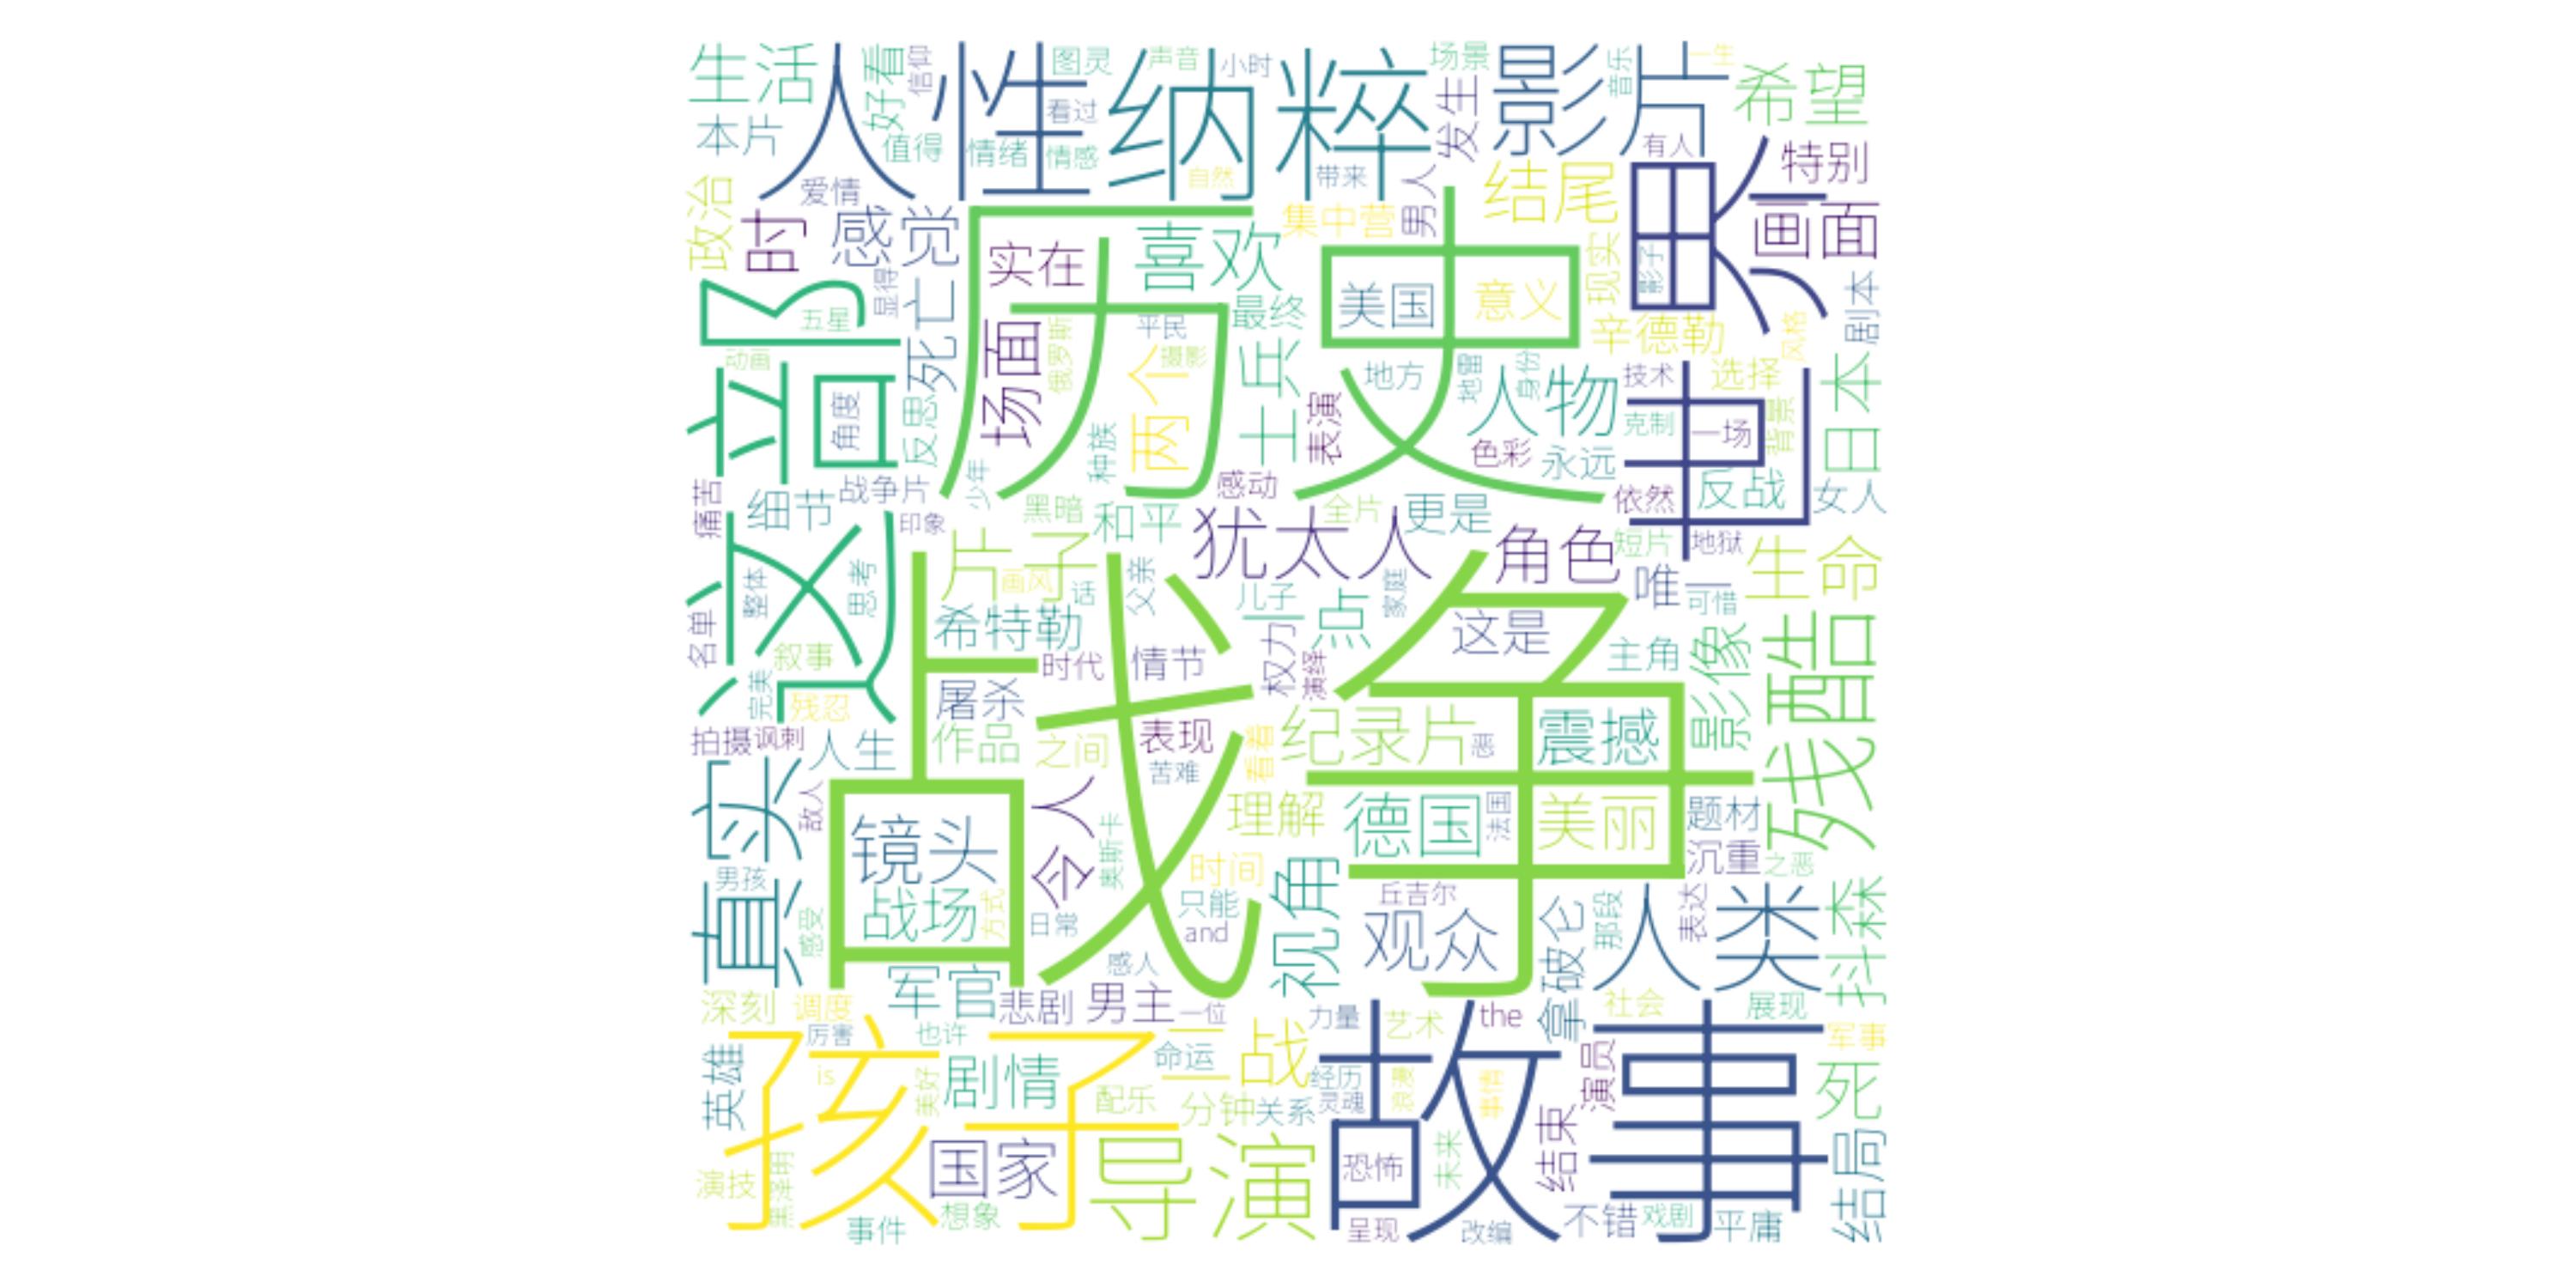 生活
人性
好看
信仰
图灵
声音
小时
纳粹
场景
影片
音乐
一生
希望
本片
值得
看过
情绪
情感
自然
带来
发生
有人
特别
爱情
政治
时
感觉
历史
实在
喜欢
集中营
男人
结尾
现实
影子
男
画面
剧本
这部
五星
显得
死亡
场面
俄罗斯
平民
最终
美国
意义
辛德勒
风格
动画
角度
反思
两个
摄影
士兵
地方
身份
人物
技术
选择
日本
种族
表演
色彩
永远
克制
一场
背景
电
痛苦
细节
战争片
少年
感动
依然
反战
女人
印象
黑暗
和平
犹太人
全片
更是
角色
短片
地狱
生命
片子
画风
话
父亲
儿子
家庭
唯一
可惜
整体
思考
名单
希特勒
战争
点
这是
主角
影像
残酷
叙事
时代
情节
权力
演绎
完美
残忍
屠杀
作品
之间
表现
看着
纪录片
恶
震撼
拍摄
讽刺
人生
苦难
真实
敌人
镜头
令人
奥斯卡
理解
德国
法国
美丽
题材
沉重
之恶
男孩
战场
方式
日常
时间
只能
and
视角
丘吉尔
观众
拿破仑
那段
人类
表达
抖森
感受
感人
军官
悲剧
男主
一位
深刻
调度
厉害
也许
力量
艺术
the
社会
展现
军事
英雄
孩子
is
美好
剧情
命运
二战
经历
灵魂
浪漫
事情
故事
演员
死
配乐
分钟
关系
演技
黑泽明
国家
导演
恐怖
未来
结束
结局
事件
想象
呈现
改编
不错
戏剧
平庸